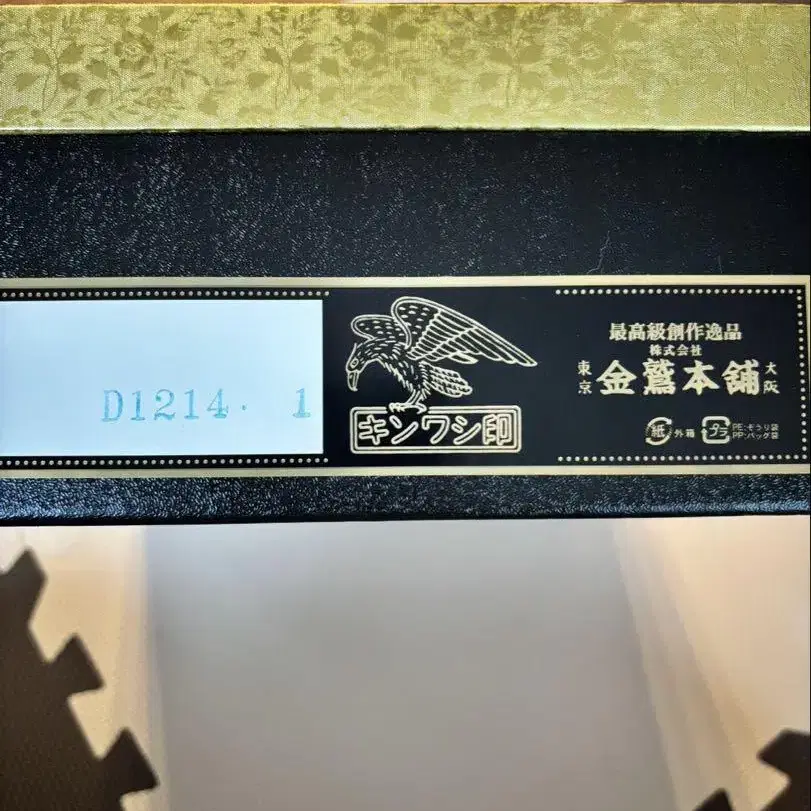 D1214. 1
キンワシ印
最高級創作逸品
株式会社
東京 金鷲本舗 大阪
紙 外箱 プラ PE:ぞうり袋
PP:バッグ袋